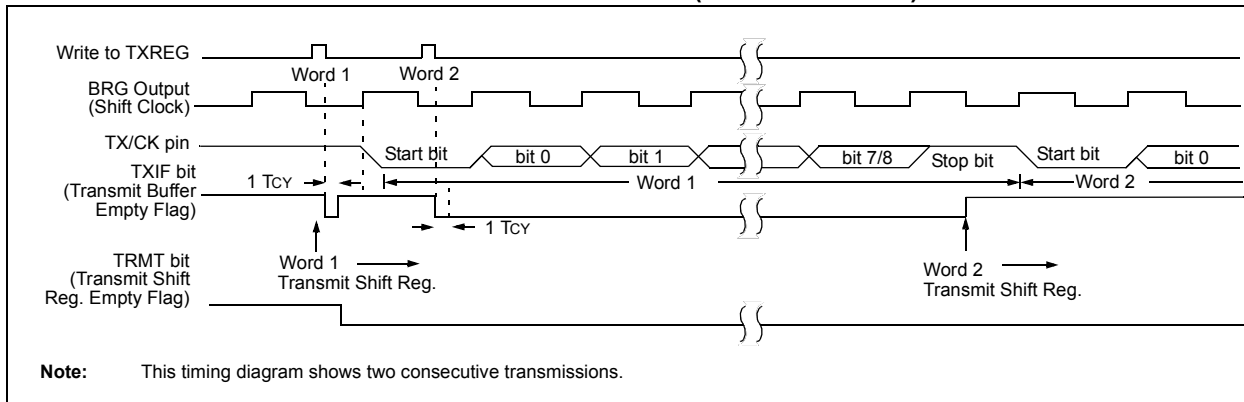 Write to TXREG
Word 1 Word 2
BRG Output
(Shift Clock)
TX/CK pin
Start bit bit 0 bit 1 bit 7/8 Stop bit Start bit bit 0
TXIF bit
(Transmit Buffer
Empty Flag)
1 TCY
Word 1 Word 2
1 TCY
Word 1
Transmit Shift Reg.
Word 2
Transmit Shift Reg.
TRMT bit
(Transmit Shift
Reg. Empty Flag)
Note: This timing diagram shows two consecutive transmissions.